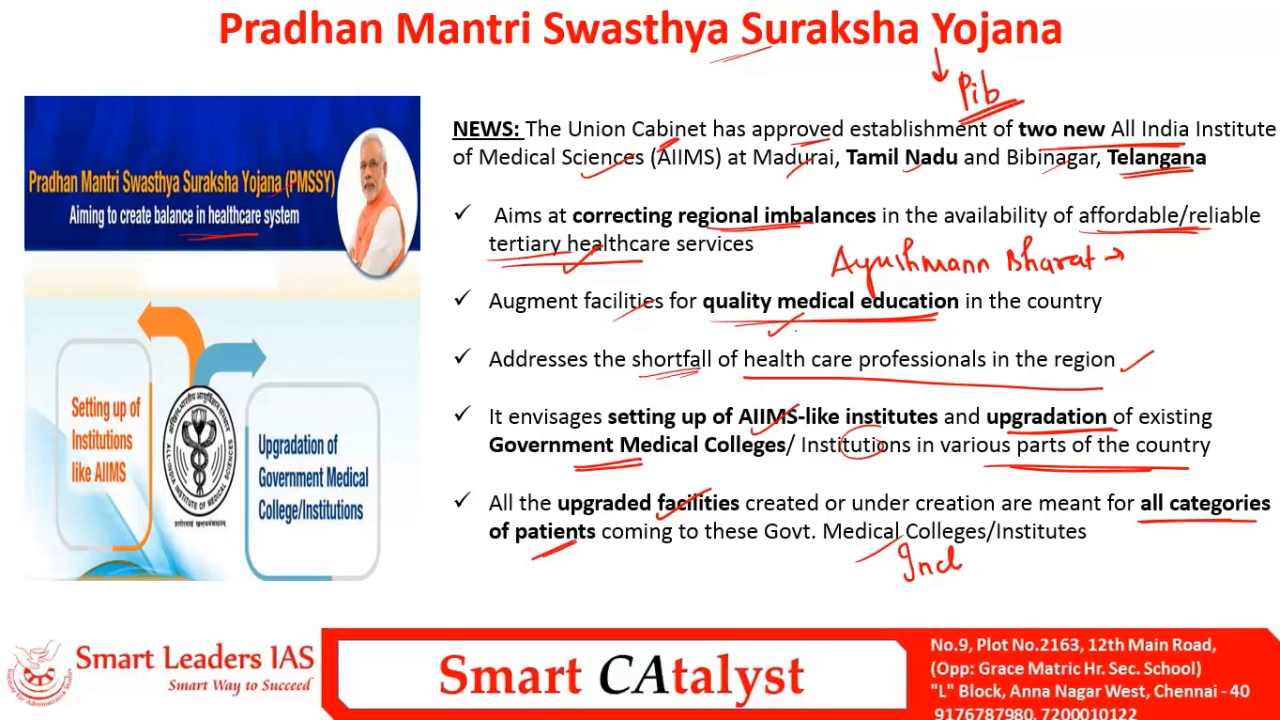 Pradhan Mantri Swasthya Suraksha Yojana
Pib
NEWS: The Union Cabinet has approved establishment of two new All India Institute
of Medical Sciences (AIIMS) at Madurai, Tamil Nadu and Bibinagar, Telangana
✓ Aims at correcting regional imbalances in the availability of affordable/reliable
tertiary healthcare services
Ayushmann Bharat →
✓ Augment facilities for quality medical education in the country
✓ Addresses the shortfall of health care professionals in the region
✓ It envisages setting up of AIIMS-like institutes and upgradation of existing
Government Medical Colleges/ Institutions in various parts of the country
✓ All the upgraded facilities created or under creation are meant for all categories
of patients coming to these Govt. Medical Colleges/Institutes
Incl
Pradhan Mantri Swasthya Suraksha Yojana (PMSSY)
Aiming to create balance in healthcare system
Setting up of
Institutions
like AIIMS
ALL INDIA INSTITUTE OF MEDICAL SCIENCES
Upgradation of
Government Medical
College/Institutions
Smart Leaders IAS
Smart Way to Succeed
Smart CAtalyst
No.9, Plot No.2163, 12th Main Road,
(Opp: Grace Matric Hr. Sec. School)
"L" Block, Anna Nagar West, Chennai - 40
9176787980, 7200010122